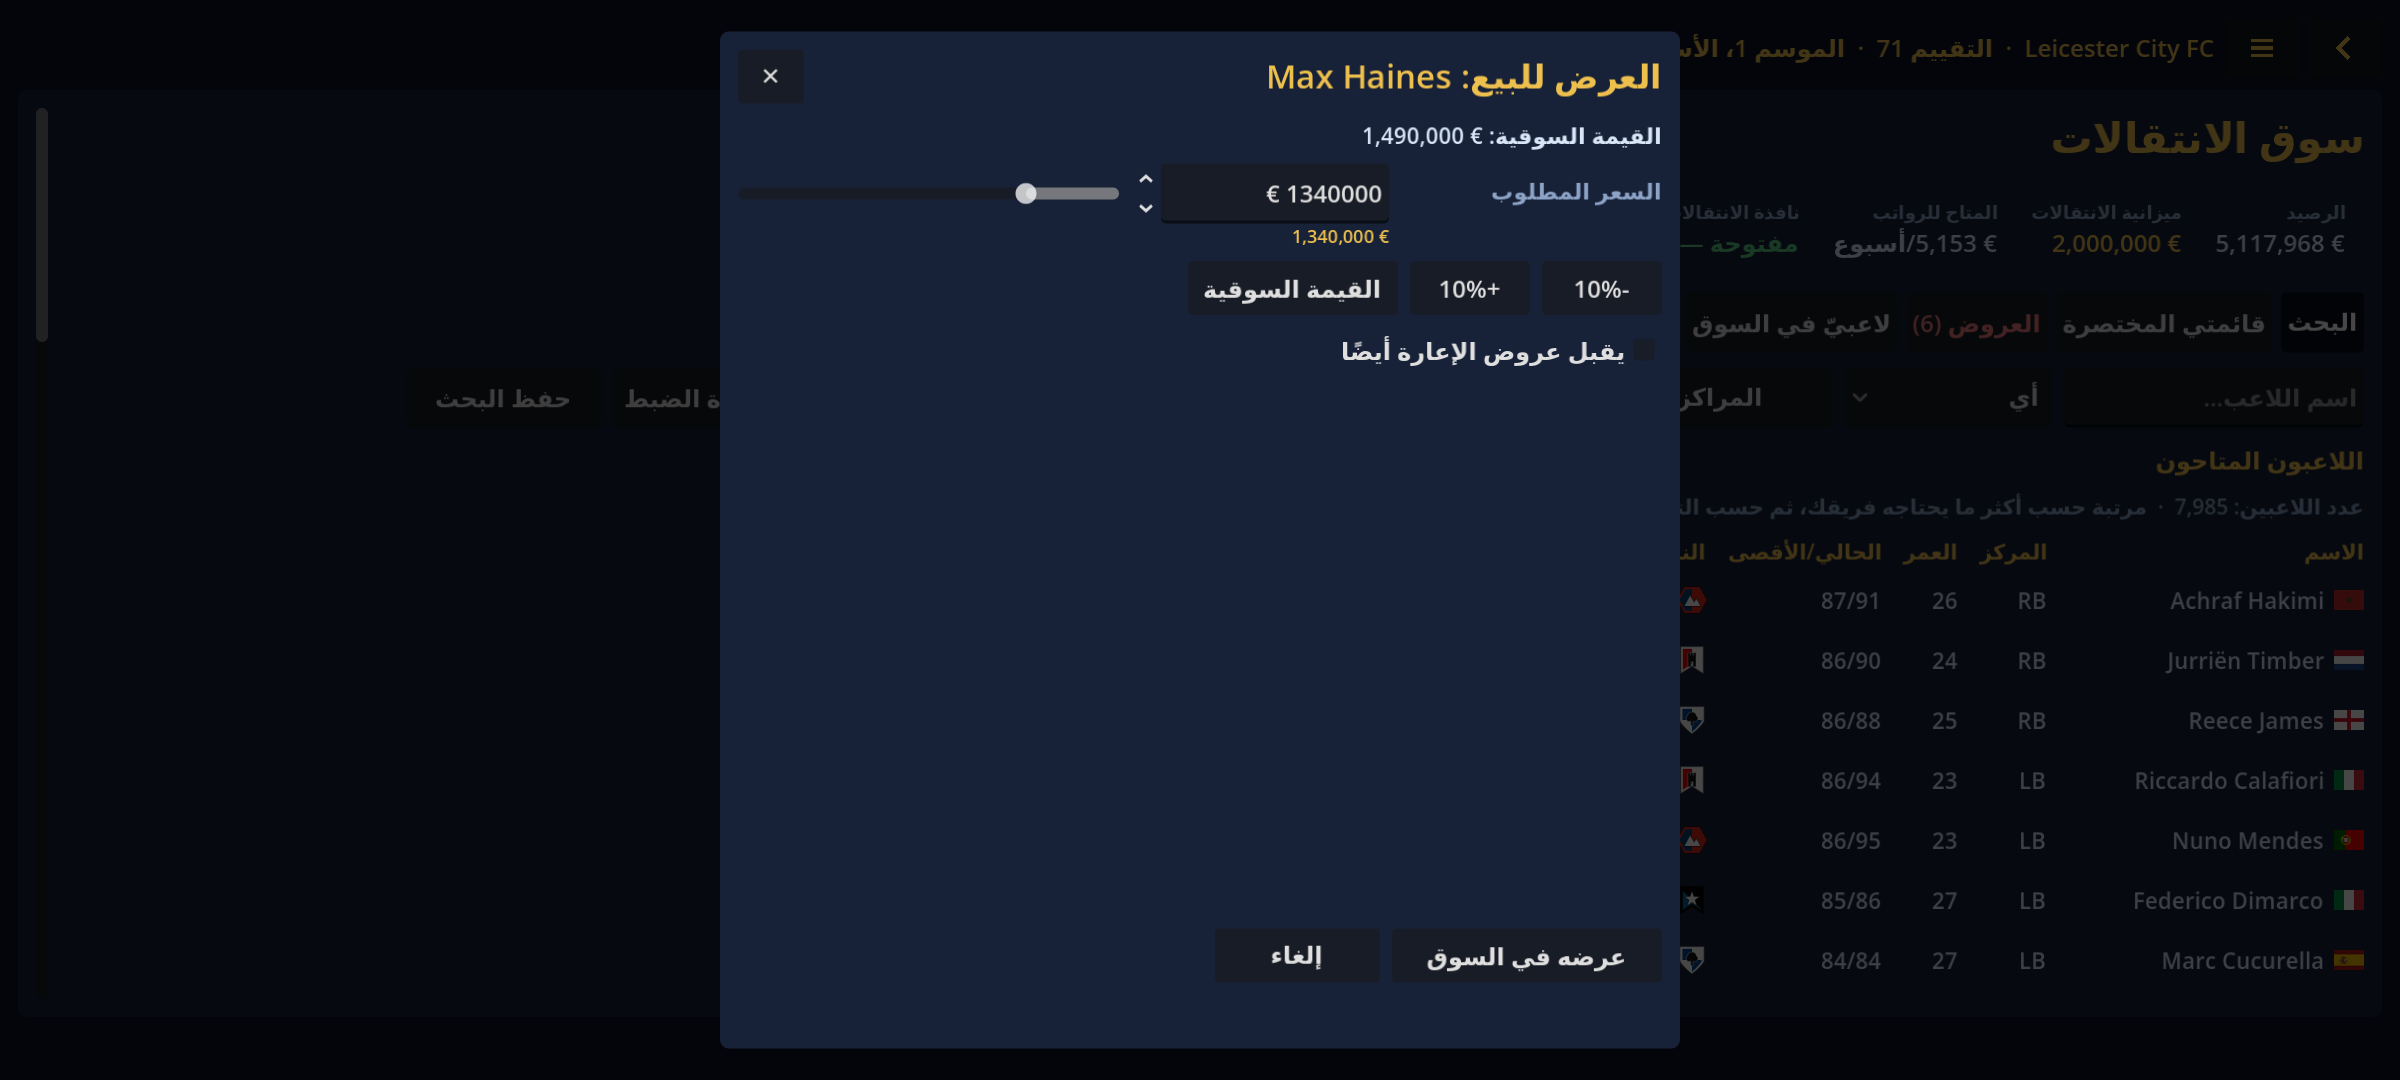 Leicester City FC · التقييم 71 · الموسم 1، الأس
سوق الانتقالات
الرصيد
5,117,968 €
ميزانية الانتقالات
2,000,000 €
المتاح للرواتب
5,153 €/أسبوع
نافذة الانتقالات
مفتوحة —
البحث
قائمتي المختصرة
العروض (6)
لاعبيّ في السوق
اسم اللاعب...
أي
المراكز
ة الضبط
حفظ البحث
اللاعبون المتاحون
عدد اللاعبين: 7,985 · مرتبة حسب أكثر ما يحتاجه فريقك، ثم حسب
الاسم المركز العمر الحالي/الأقصى
Achraf Hakimi RB 26 87/91
Jurriën Timber RB 24 86/90
Reece James RB 25 86/88
Riccardo Calafiori LB 23 86/94
Nuno Mendes LB 23 86/95
Federico Dimarco LB 27 85/86
Marc Cucurella LB 27 84/84
العرض للبيع: Max Haines
×
القيمة السوقية: 1,490,000 €
السعر المطلوب
€ 1340000
1,340,000 €
10%-
10%+
القيمة السوقية
يقبل عروض الإعارة أيضًا
عرضه في السوق
إلغاء